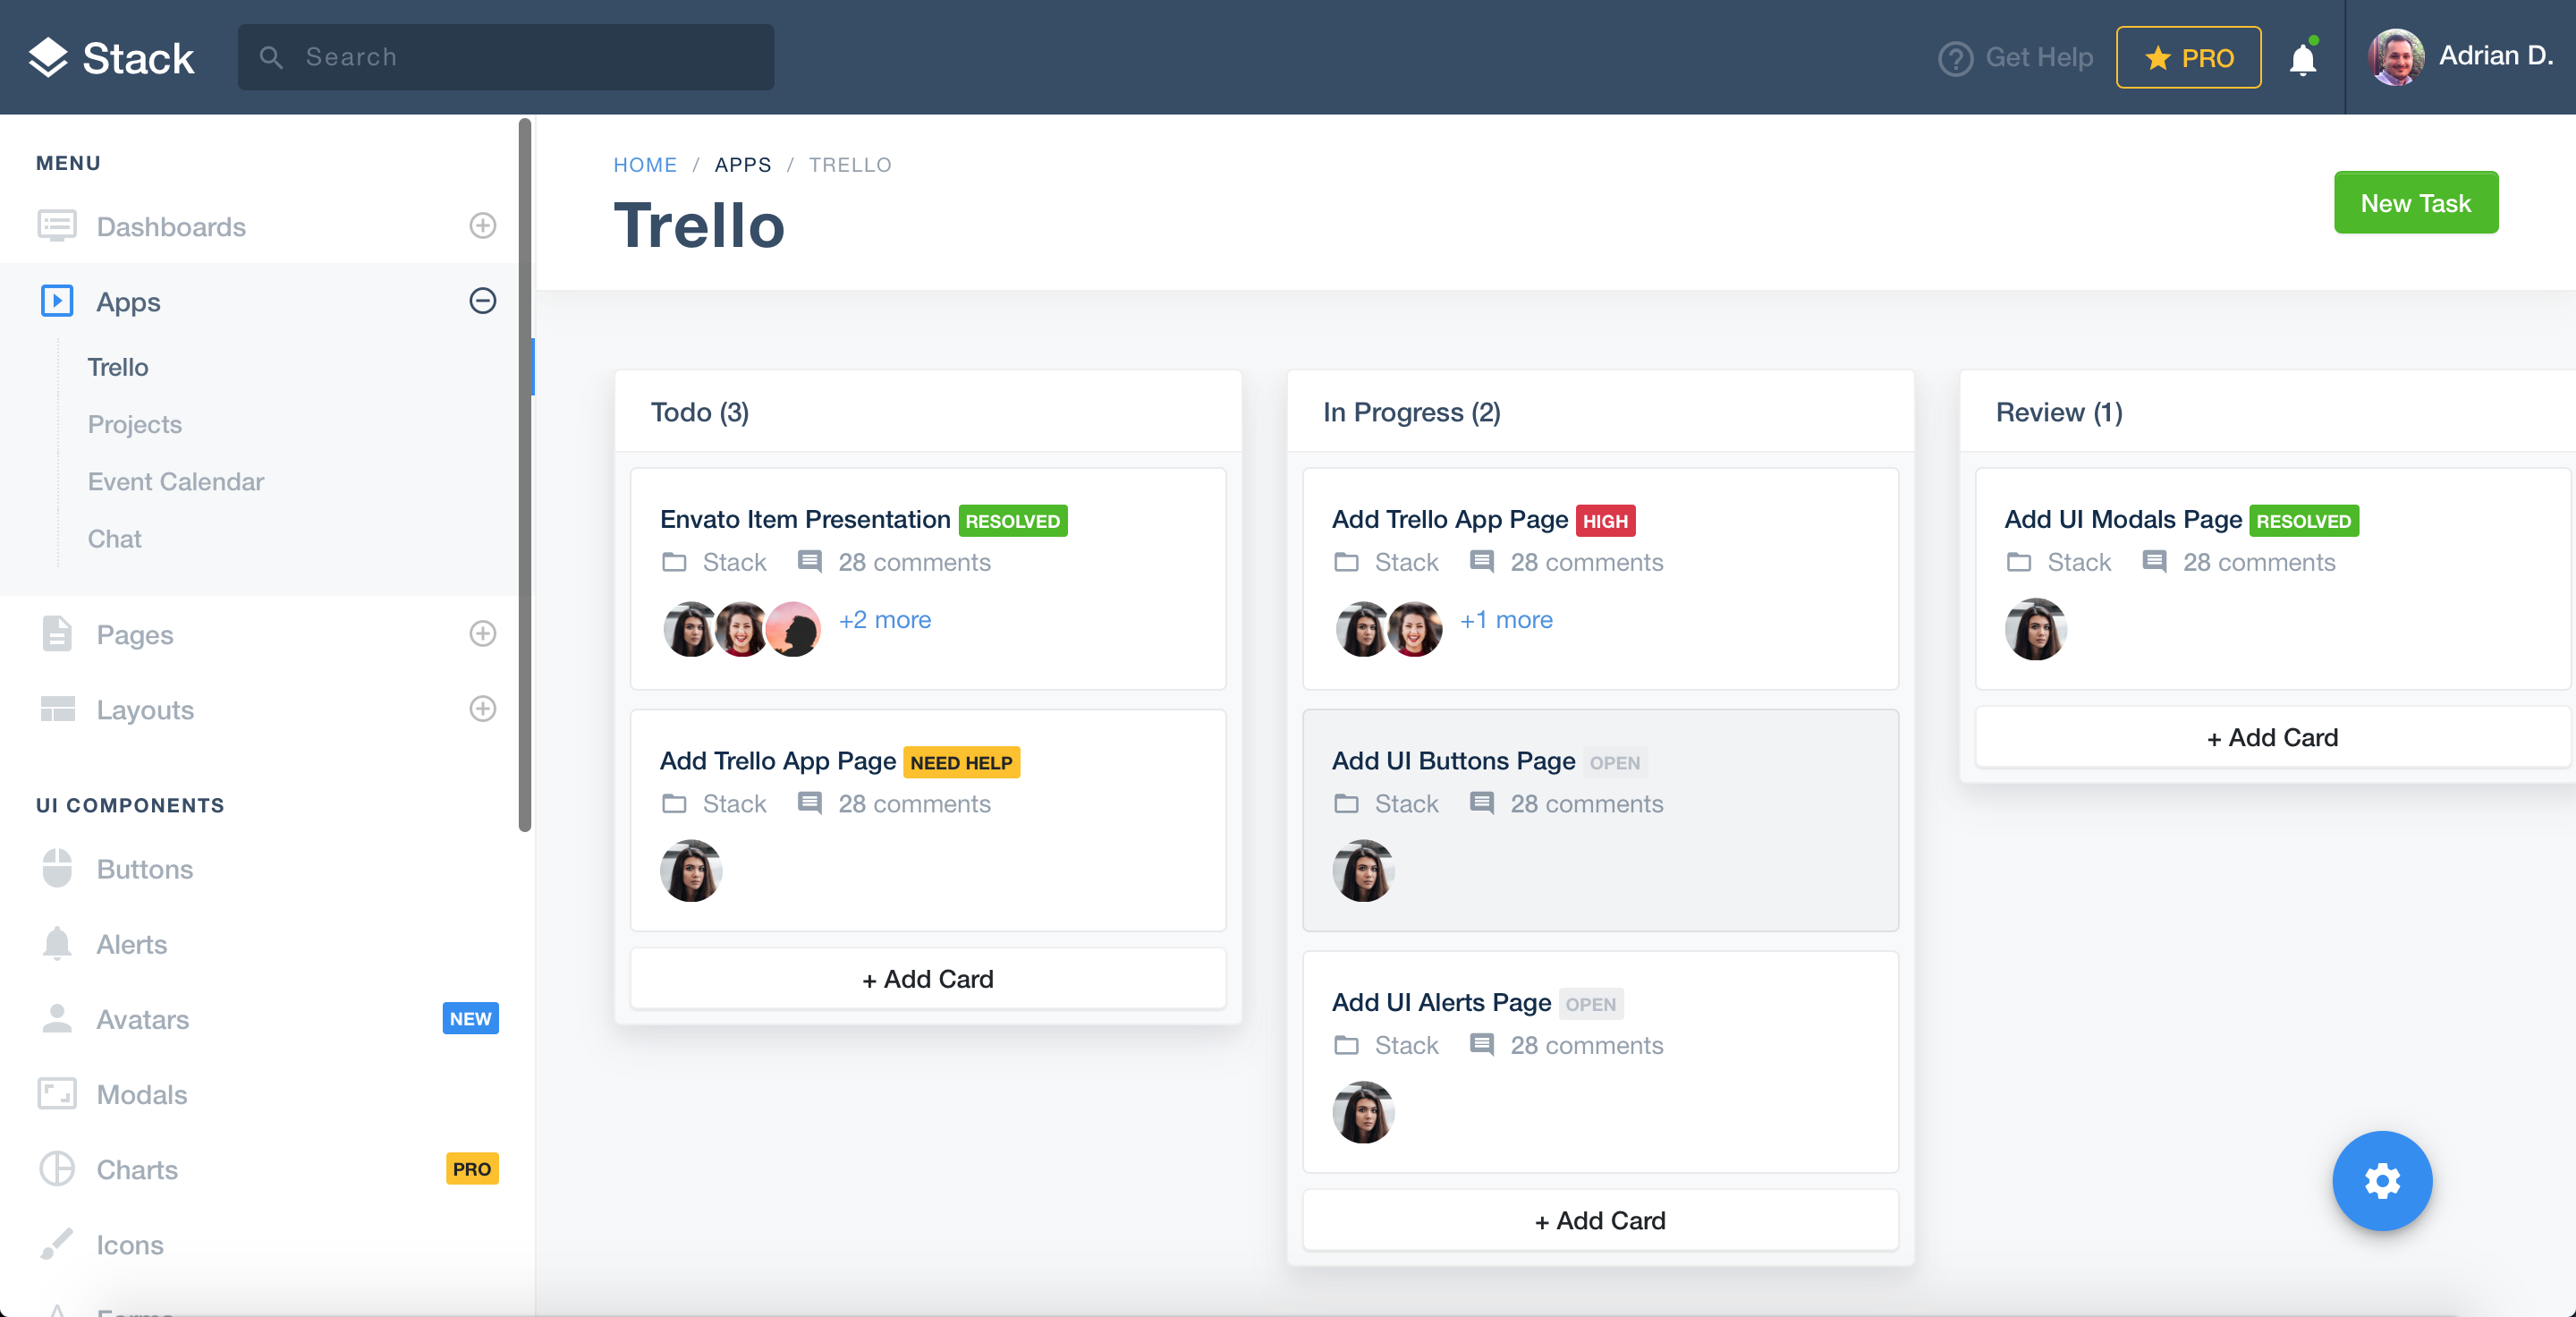 Stack
Search
Get Help
PRO
Adrian D.
MENU
Dashboards
Apps
Trello
Projects
Event Calendar
Chat
Pages
Layouts
UI COMPONENTS
Buttons
Alerts
Avatars NEW
Modals
Charts PRO
Icons
Forms
HOME / APPS / TRELLO
Trello
New Task
Todo (3)
Envato Item Presentation RESOLVED
Stack 28 comments
+2 more
Add Trello App Page NEED HELP
Stack 28 comments
+ Add Card
In Progress (2)
Add Trello App Page HIGH
Stack 28 comments
+1 more
Add UI Buttons Page OPEN
Stack 28 comments
Add UI Alerts Page OPEN
Stack 28 comments
+ Add Card
Review (1)
Add UI Modals Page RESOLVED
Stack 28 comments
+ Add Card